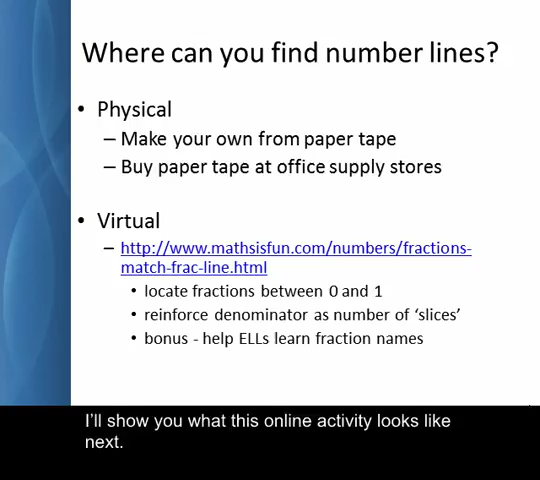 Where can you find number lines?
• Physical
– Make your own from paper tape
– Buy paper tape at office supply stores
• Virtual
– http://www.mathsisfun.com/numbers/fractions-
match-frac-line.html
• locate fractions between 0 and 1
• reinforce denominator as number of ‘slices’
• bonus - help ELLs learn fraction names
I’ll show you what this online activity looks like
next.